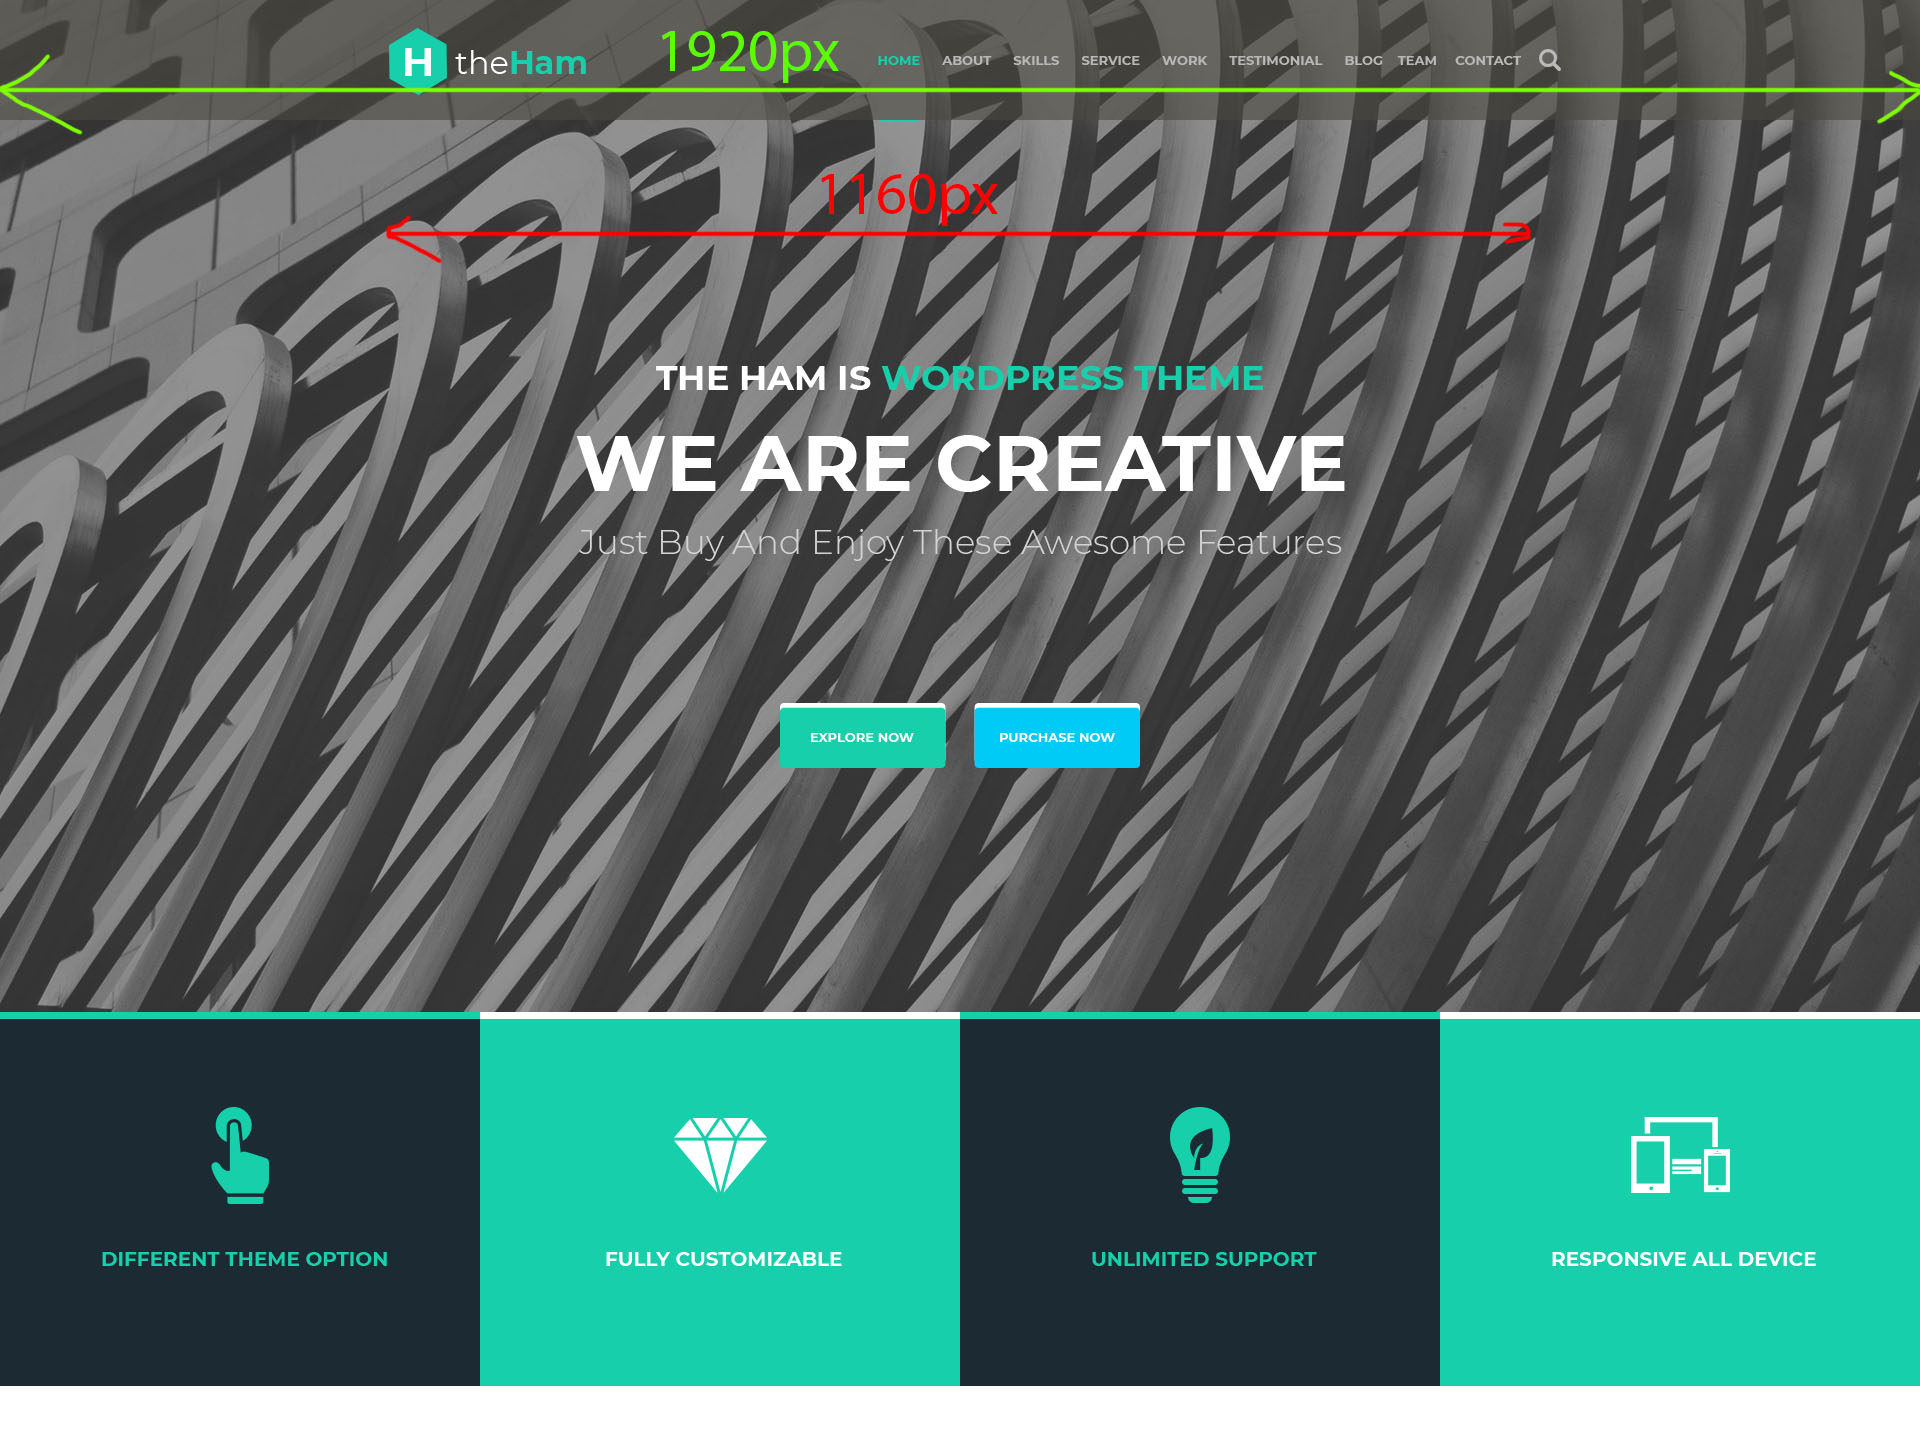 H theHam 1920px HOME ABOUT SKILLS SERVICE WORK TESTIMONIAL BLOG TEAM CONTACT
1160px
THE HAM IS WORDPRESS THEME
WE ARE CREATIVE
Just Buy And Enjoy These Awesome Features
EXPLORE NOW PURCHASE NOW
DIFFERENT THEME OPTION FULLY CUSTOMIZABLE UNLIMITED SUPPORT RESPONSIVE ALL DEVICE